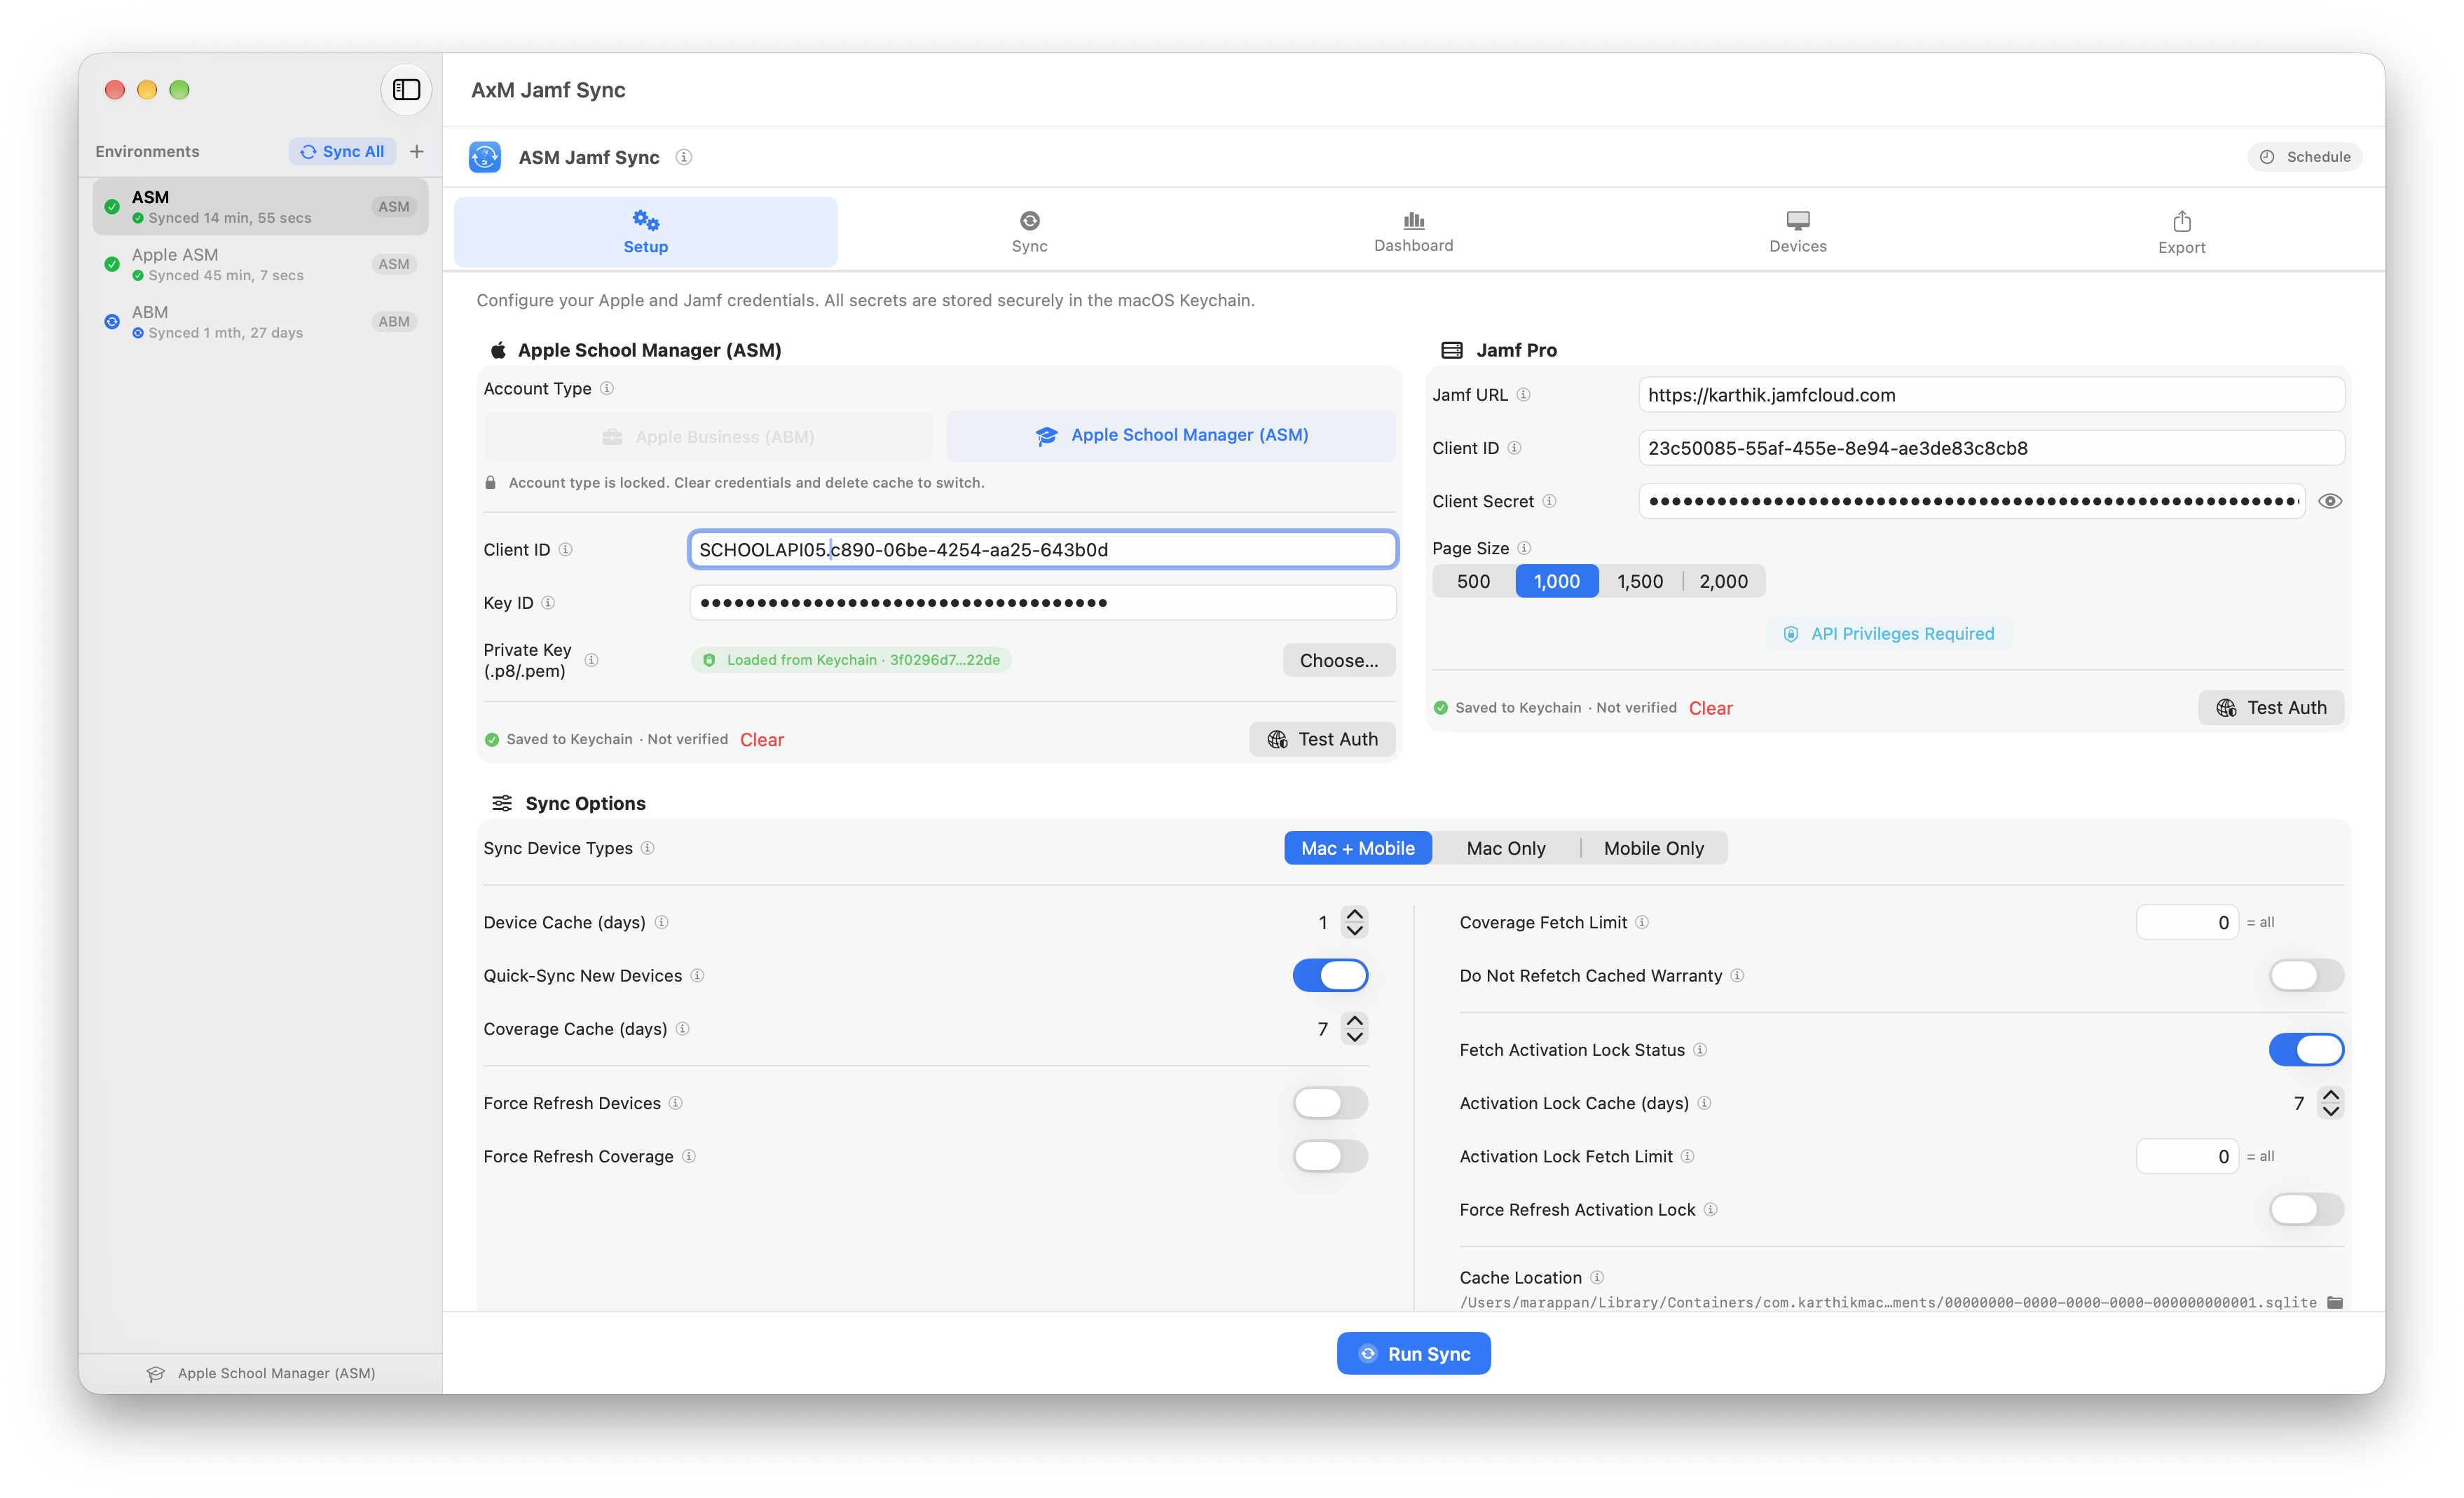 AxM Jamf Sync
Environments
Sync All
ASM
Synced 14 min, 55 secs
ASM
Apple ASM
Synced 45 min, 7 secs
ASM
ABM
Synced 1 mth, 27 days
ABM
Apple School Manager (ASM)
ASM Jamf Sync
Schedule
Setup
Sync
Dashboard
Devices
Export
Configure your Apple and Jamf credentials. All secrets are stored securely in the macOS Keychain.
Apple School Manager (ASM)
Account Type
Apple Business (ABM)
Apple School Manager (ASM)
Account type is locked. Clear credentials and delete cache to switch.
Client ID
SCHOOLAPI05.c890-06be-4254-aa25-643b0d
Key ID
Private Key
(.p8/.pem)
Loaded from Keychain · 3f0296d7...22de
Choose...
Saved to Keychain · Not verified
Clear
Test Auth
Jamf Pro
Jamf URL
https://karthik.jamfcloud.com
Client ID
23c50085-55af-455e-8e94-ae3de83c8cb8
Client Secret
Page Size
500
1,000
1,500
2,000
API Privileges Required
Saved to Keychain · Not verified
Clear
Test Auth
Sync Options
Sync Device Types
Mac + Mobile
Mac Only
Mobile Only
Device Cache (days)
1
Quick-Sync New Devices
Coverage Cache (days)
7
Force Refresh Devices
Force Refresh Coverage
Coverage Fetch Limit
0
= all
Do Not Refetch Cached Warranty
Fetch Activation Lock Status
Activation Lock Cache (days)
7
Activation Lock Fetch Limit
0
= all
Force Refresh Activation Lock
Cache Location
/Users/marappan/Library/Containers/com.karthikmac…ments/00000000-0000-0000-0000-000000000001.sqlite
Run Sync